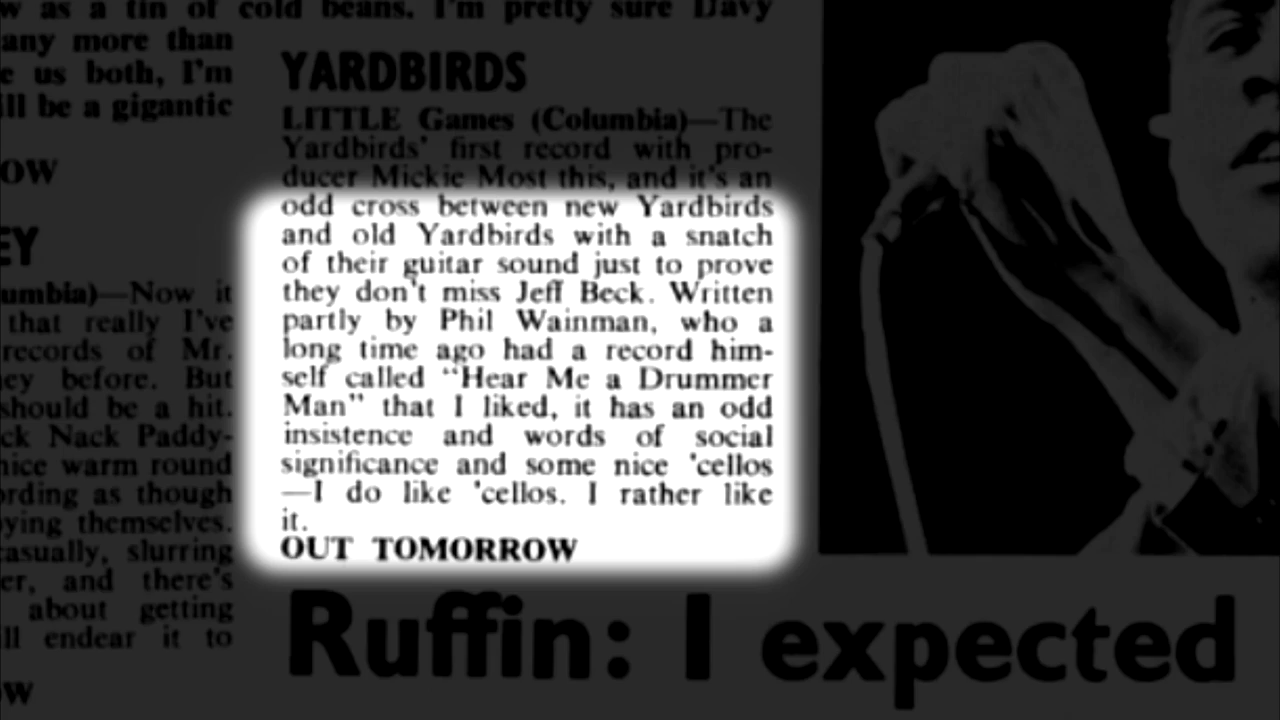 w as a tin of cold beans. I'm pretty sure Davy
any more than
e us both, I'm
ill be a gigantic
OW
EY
umbia)—Now it
that really I've
records of Mr.
ey before. But
should be a hit.
ck Nack Paddy-
nice warm round
ording as though
oying themselves.
casually, slurring
er, and there's
about getting
ll endear it to
OW
YARDBIRDS
LITTLE Games (Columbia)—The
Yardbirds' first record with pro-
ducer Mickie Most this, and it's an
odd cross between new Yardbirds
and old Yardbirds with a snatch
of their guitar sound just to prove
they don't miss Jeff Beck. Written
partly by Phil Wainman, who a
long time ago had a record him-
self called "Hear Me a Drummer
Man" that I liked, it has an odd
insistence and words of social
significance and some nice 'cellos
—I do like 'cellos. I rather like
it.
OUT TOMORROW
Ruffin: I expected